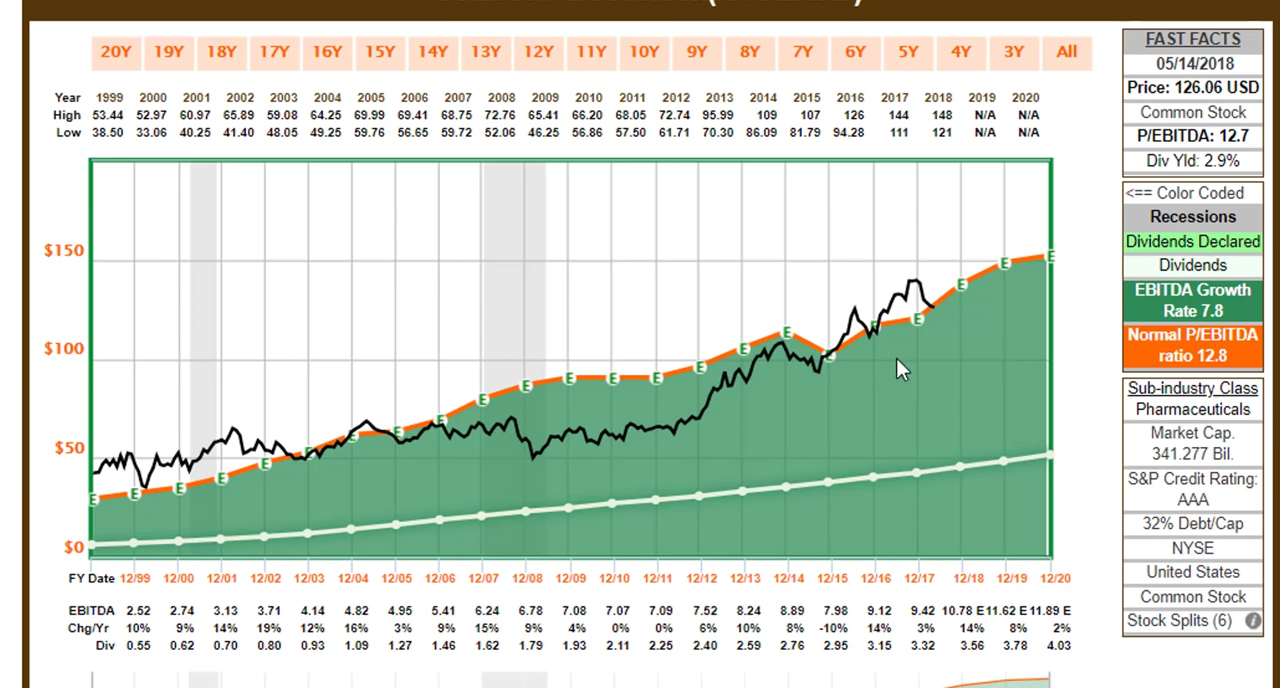 20Y 19Y 18Y 17Y 16Y 15Y 14Y 13Y 12Y 11Y 10Y 9Y 8Y 7Y 6Y 5Y 4Y 3Y All
Year 1999 2000 2001 2002 2003 2004 2005 2006 2007 2008 2009 2010 2011 2012 2013 2014 2015 2016 2017 2018 2019 2020
High 53.44 52.97 60.97 65.89 59.08 64.25 69.99 69.41 68.75 72.76 65.41 66.20 68.05 72.74 95.99 109 107 126 144 148 N/A N/A
Low 38.50 33.06 40.25 41.40 48.05 49.25 59.76 56.65 59.72 52.06 46.25 56.86 57.50 61.71 70.30 86.09 81.79 94.28 111 121 N/A N/A
$150
$100
$50
$0
E E E E E E E E E E E E E E E E E E E E E E E
FY Date 12/99 12/00 12/01 12/02 12/03 12/04 12/05 12/06 12/07 12/08 12/09 12/10 12/11 12/12 12/13 12/14 12/15 12/16 12/17 12/18 12/19 12/20
EBITDA 2.52 2.74 3.13 3.71 4.14 4.82 4.95 5.41 6.24 6.78 7.08 7.07 7.09 7.52 8.24 8.89 7.98 9.12 9.42 10.78 E 11.62 E 11.89 E
Chg/Yr 10% 9% 14% 19% 12% 16% 3% 9% 15% 9% 4% 0% 0% 6% 10% 8% -10% 14% 3% 14% 8% 2%
Div 0.55 0.62 0.70 0.80 0.93 1.09 1.27 1.46 1.62 1.79 1.93 2.11 2.25 2.40 2.59 2.76 2.95 3.15 3.32 3.56 3.78 4.03
FAST FACTS
05/14/2018
Price: 126.06 USD
Common Stock
P/EBITDA: 12.7
Div Yld: 2.9%
<== Color Coded
Recessions
Dividends Declared
Dividends
EBITDA Growth
Rate 7.8
Normal P/EBITDA
ratio 12.8
Sub-industry Class
Pharmaceuticals
Market Cap.
341.277 Bil.
S&P Credit Rating:
AAA
32% Debt/Cap
NYSE
United States
Common Stock
Stock Splits (6) i